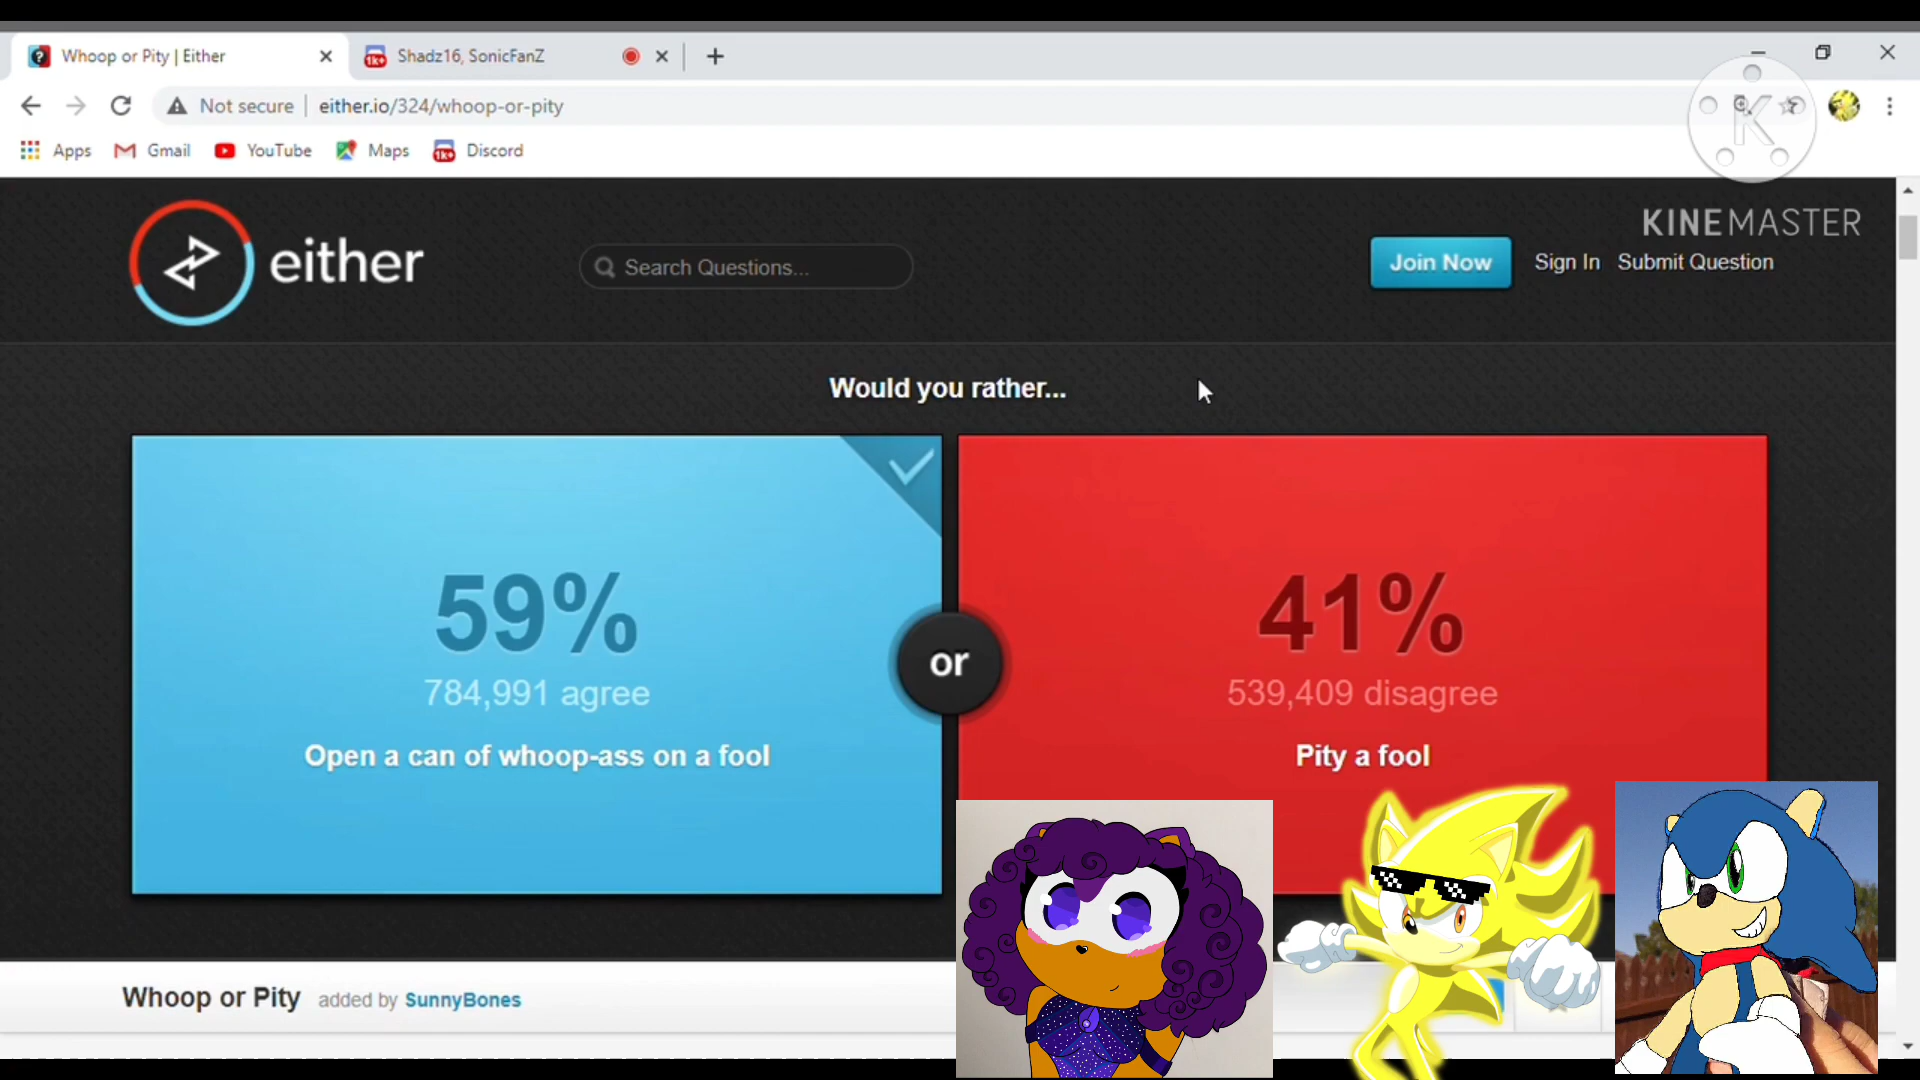 Whoop or Pity | Either
1k+ Shadz16, SonicFanZ
Not secure
either.io/324/whoop-or-pity
K
Apps
Gmail
YouTube
Maps
1k+ Discord
KINEMASTER
either
Search Questions...
Join Now
Sign In
Submit Question
Would you rather...
59%
784,991 agree
Open a can of whoop-ass on a fool
or
41%
539,409 disagree
Pity a fool
Whoop or Pity added by SunnyBones